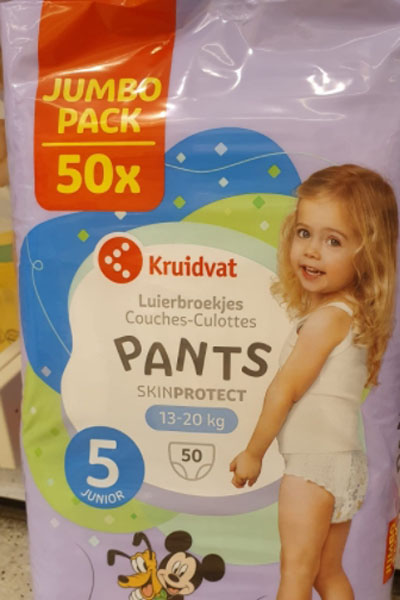 JUMBO
PACK
50x
Kruidvat
Luierbroekjes
Couches-Culottes
PANTS
SKINPROTECT
13-20 kg
5
JUNIOR
50